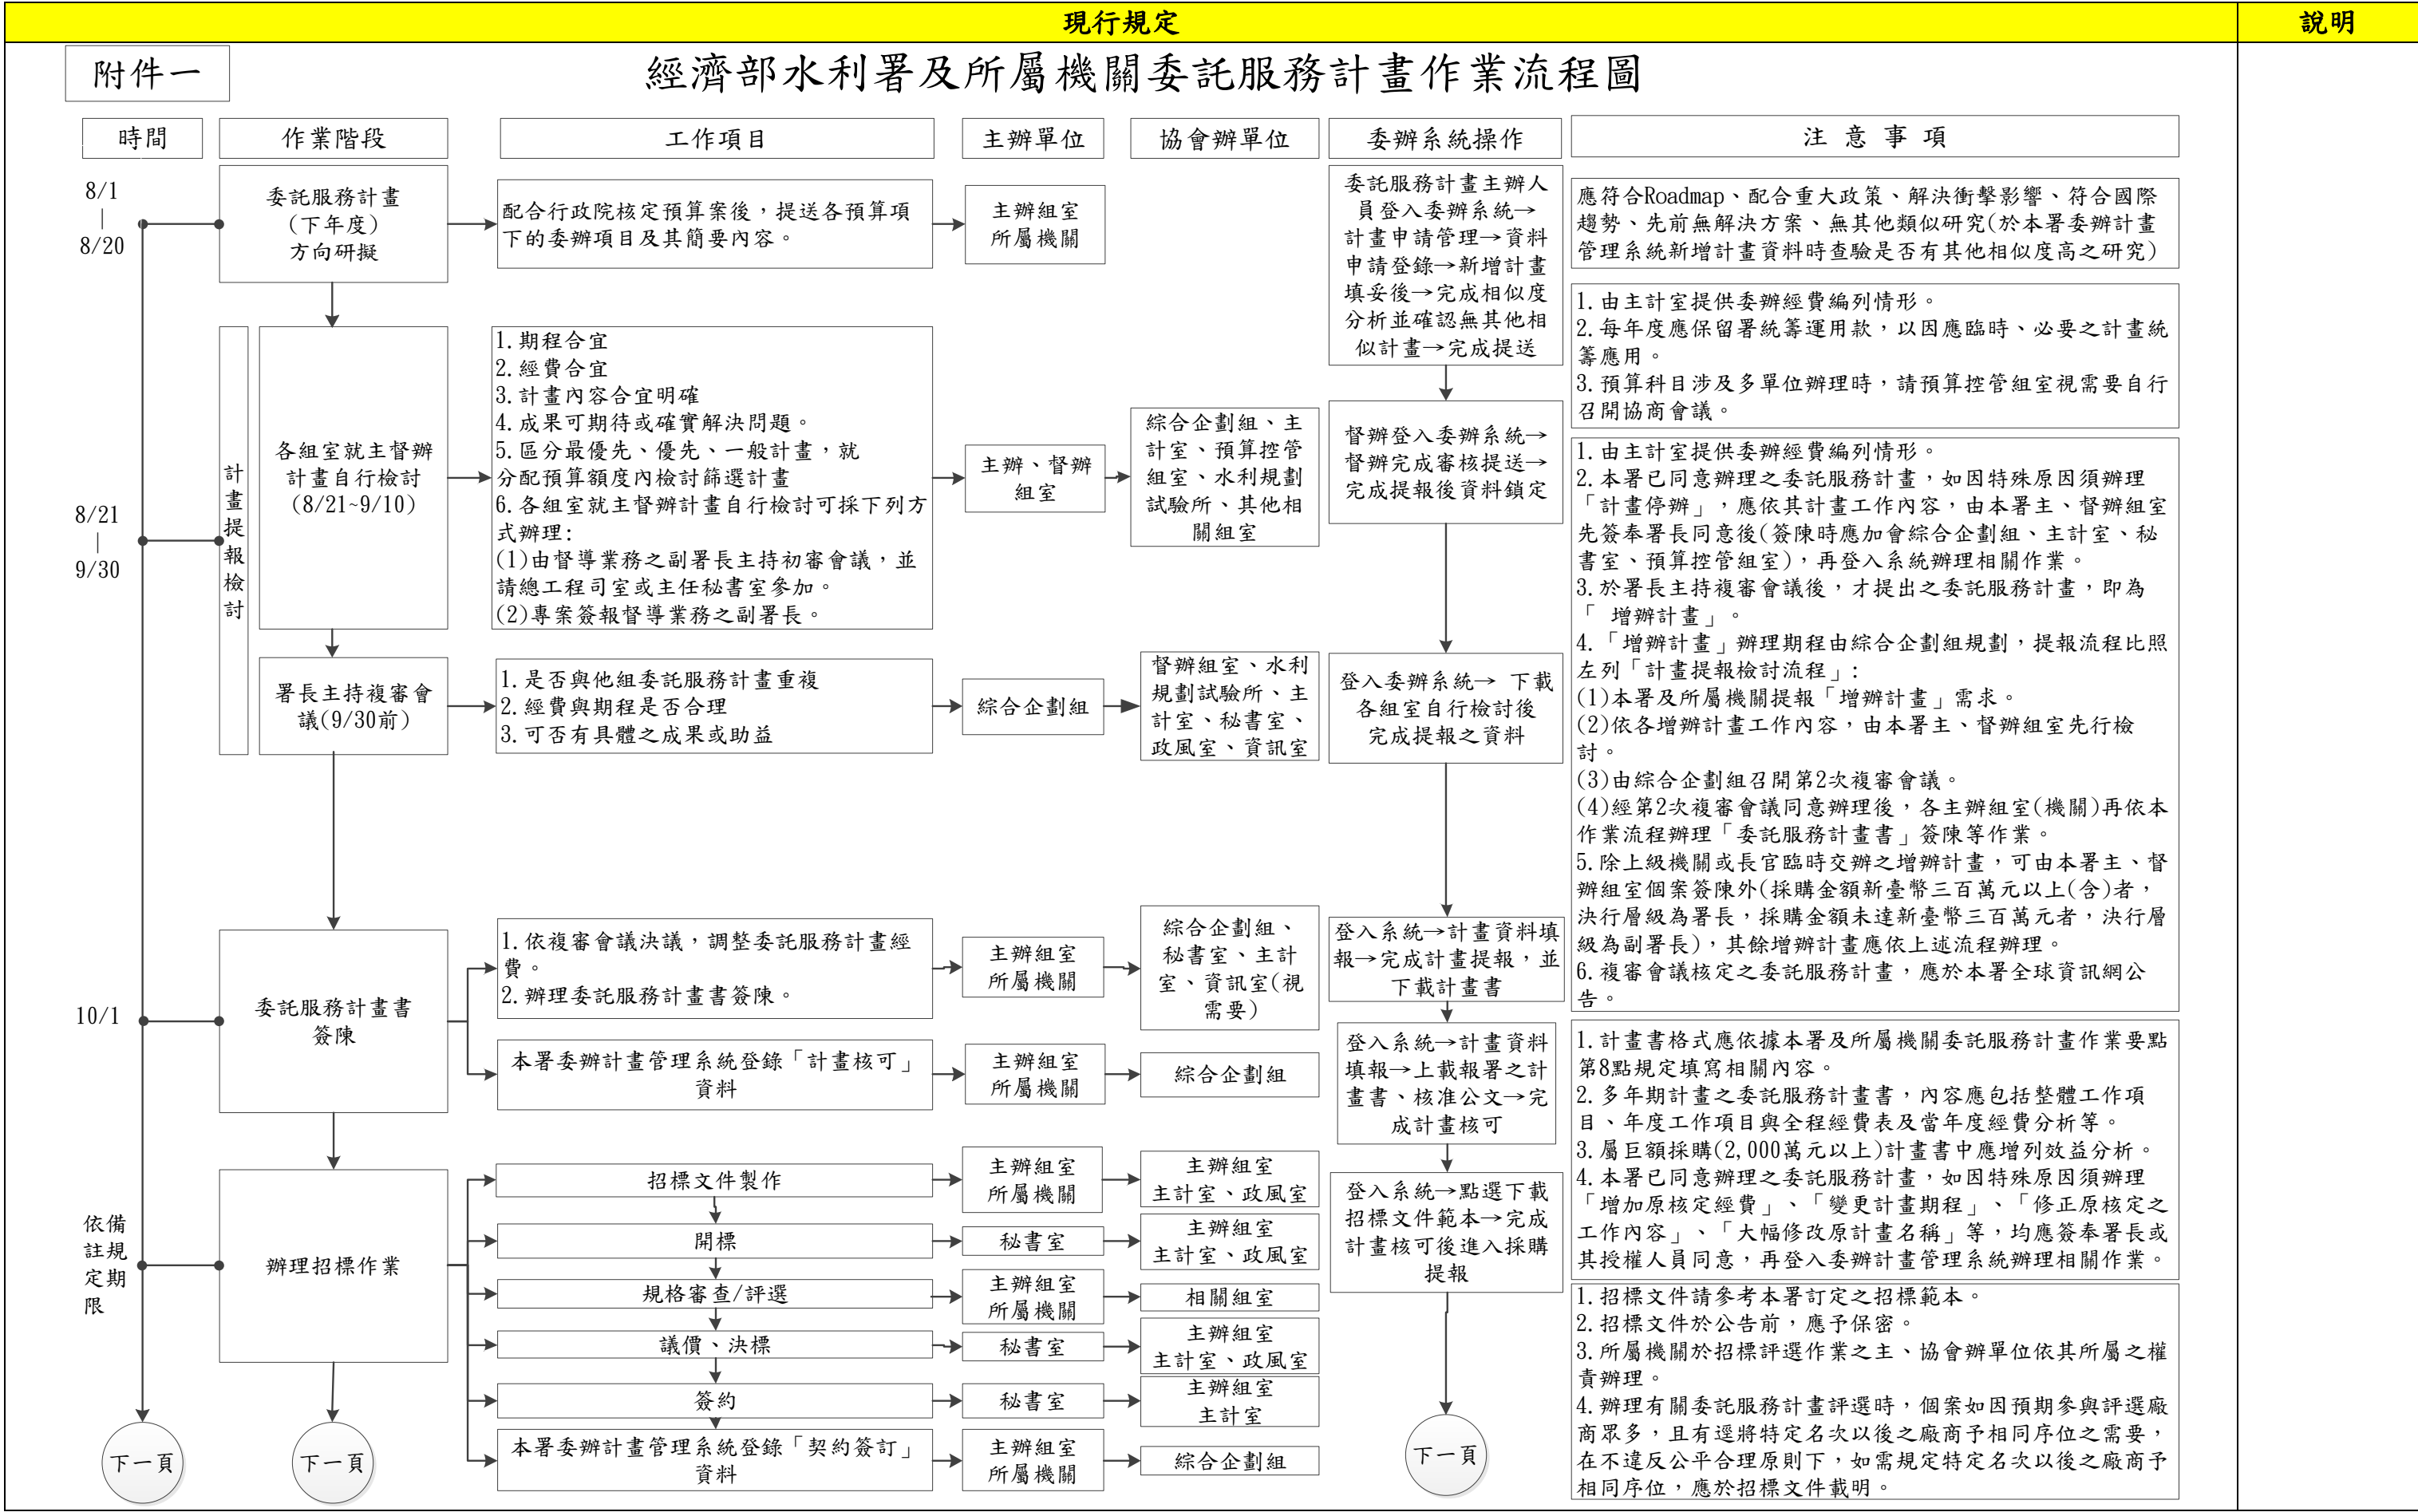 現行規定
說明
附件一
經濟部水利署及所屬機關委託服務計畫作業流程圖
時間
作業階段
工作項目
主辦單位
協會辦單位
委辦系統操作
注 意 事 項
8/1
|
8/20
委託服務計畫
(下年度)
方向研擬
配合行政院核定預算案後，提送各預算項
下的委辦項目及其簡要內容。
主辦組室
所屬機關
委託服務計畫主辦人
員登入委辦系統→
計畫申請管理→資料
申請登錄→新增計畫
填妥後→完成相似度
分析並確認無其他相
似計畫→完成提送
應符合Roadmap、配合重大政策、解決衝擊影響、符合國際
趨勢、先前無解決方案、無其他類似研究(於本署委辦計畫
管理系統新增計畫資料時查驗是否有其他相似度高之研究)
1.由主計室提供委辦經費編列情形。
2.每年度應保留署統籌運用款，以因應臨時、必要之計畫統
籌應用。
3.預算科目涉及多單位辦理時，請預算控管組室視需要自行
召開協商會議。
8/21
|
9/30
計畫提報檢討
各組室就主督辦
計畫自行檢討
(8/21~9/10)
1.期程合宜
2.經費合宜
3.計畫內容合宜明確
4.成果可期待或確實解決問題。
5.區分最優先、優先、一般計畫，就
分配預算額度內檢討篩選計畫
6.各組室就主督辦計畫自行檢討可採下列方
式辦理:
(1)由督導業務之副署長主持初審會議，並
請總工程司室或主任秘書室參加。
(2)專案簽報督導業務之副署長。
主辦、督辦
組室
綜合企劃組、主
計室、預算控管
組室、水利規劃
試驗所、其他相
關組室
督辦登入委辦系統→
督辦完成審核提送→
完成提報後資料鎖定
1.由主計室提供委辦經費編列情形。
2.本署已同意辦理之委託服務計畫，如因特殊原因須辦理
「計畫停辦」，應依其計畫工作內容，由本署主、督辦組室
先簽奉署長同意後(簽陳時應加會綜合企劃組、主計室、秘
書室、預算控管組室)，再登入系統辦理相關作業。
3.於署長主持複審會議後，才提出之委託服務計畫，即為
「 增辦計畫」。
4.「增辦計畫」辦理期程由綜合企劃組規劃，提報流程比照
左列「計畫提報檢討流程」:
(1)本署及所屬機關提報「增辦計畫」需求。
(2)依各增辦計畫工作內容，由本署主、督辦組室先行檢
討。
(3)由綜合企劃組召開第2次複審會議。
(4)經第2次複審會議同意辦理後，各主辦組室(機關)再依本
作業流程辦理「委託服務計畫書」簽陳等作業。
5.除上級機關或長官臨時交辦之增辦計畫，可由本署主、督
辦組室個案簽陳外(採購金額新臺幣三百萬元以上(含)者，
決行層級為署長，採購金額未達新臺幣三百萬元者，決行層
級為副署長)，其餘增辦計畫應依上述流程辦理。
6.複審會議核定之委託服務計畫，應於本署全球資訊網公
告。
署長主持複審會
議(9/30前)
1.是否與他組委託服務計畫重複
2.經費與期程是否合理
3.可否有具體之成果或助益
綜合企劃組
督辦組室、水利
規劃試驗所、主
計室、秘書室、
政風室、資訊室
登入委辦系統→ 下載
各組室自行檢討後
完成提報之資料
10/1
委託服務計畫書
簽陳
1.依複審會議決議，調整委託服務計畫經
費。
2.辦理委託服務計畫書簽陳。
主辦組室
所屬機關
綜合企劃組、
秘書室、主計
室、資訊室(視
需要)
登入系統→計畫資料填
報→完成計畫提報，並
下載計畫書
本署委辦計畫管理系統登錄「計畫核可」
資料
主辦組室
所屬機關
綜合企劃組
登入系統→計畫資料
填報→上載報署之計
畫書、核准公文→完
成計畫核可
1.計畫書格式應依據本署及所屬機關委託服務計畫作業要點
第8點規定填寫相關內容。
2.多年期計畫之委託服務計畫書，內容應包括整體工作項
目、年度工作項目與全程經費表及當年度經費分析等。
3.屬巨額採購(2,000萬元以上)計畫書中應增列效益分析。
4.本署已同意辦理之委託服務計畫，如因特殊原因須辦理
「增加原核定經費」、「變更計畫期程」、「修正原核定之
工作內容」、「大幅修改原計畫名稱」等，均應簽奉署長或
其授權人員同意，再登入委辦計畫管理系統辦理相關作業。
依備
註規
定期
限
辦理招標作業
招標文件製作
主辦組室
所屬機關
主辦組室
主計室、政風室
開標
秘書室
主辦組室
主計室、政風室
規格審查/評選
主辦組室
所屬機關
相關組室
議價、決標
秘書室
主辦組室
主計室、政風室
簽約
秘書室
主辦組室
主計室
本署委辦計畫管理系統登錄「契約簽訂」
資料
主辦組室
所屬機關
綜合企劃組
登入系統→點選下載
招標文件範本→完成
計畫核可後進入採購
提報
1.招標文件請參考本署訂定之招標範本。
2.招標文件於公告前，應予保密。
3.所屬機關於招標評選作業之主、協會辦單位依其所屬之權
責辦理。
4.辦理有關委託服務計畫評選時，個案如因預期參與評選廠
商眾多，且有逕將特定名次以後之廠商予相同序位之需要，
在不違反公平合理原則下，如需規定特定名次以後之廠商予
相同序位，應於招標文件載明。
下一頁
下一頁
下一頁